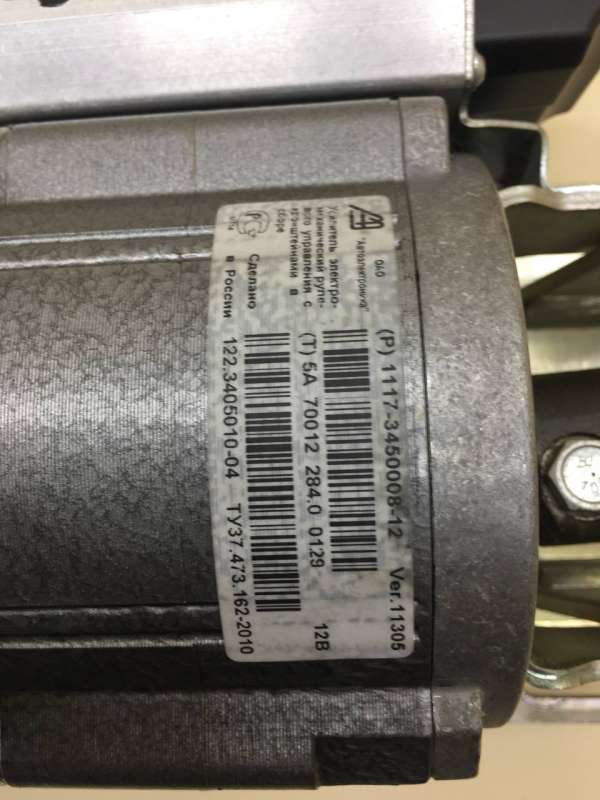 ОАО
"Автоэлектроника"
(P) 1117-3450008-12 Ver.11305
Усилитель электро-
механический руле-
вого управления с
кронштейнами в
сборе
(T) 5A 70012 284.0 0129 12В
Сделано
в России
122.3405010-04 ТУ37.473.162-2010